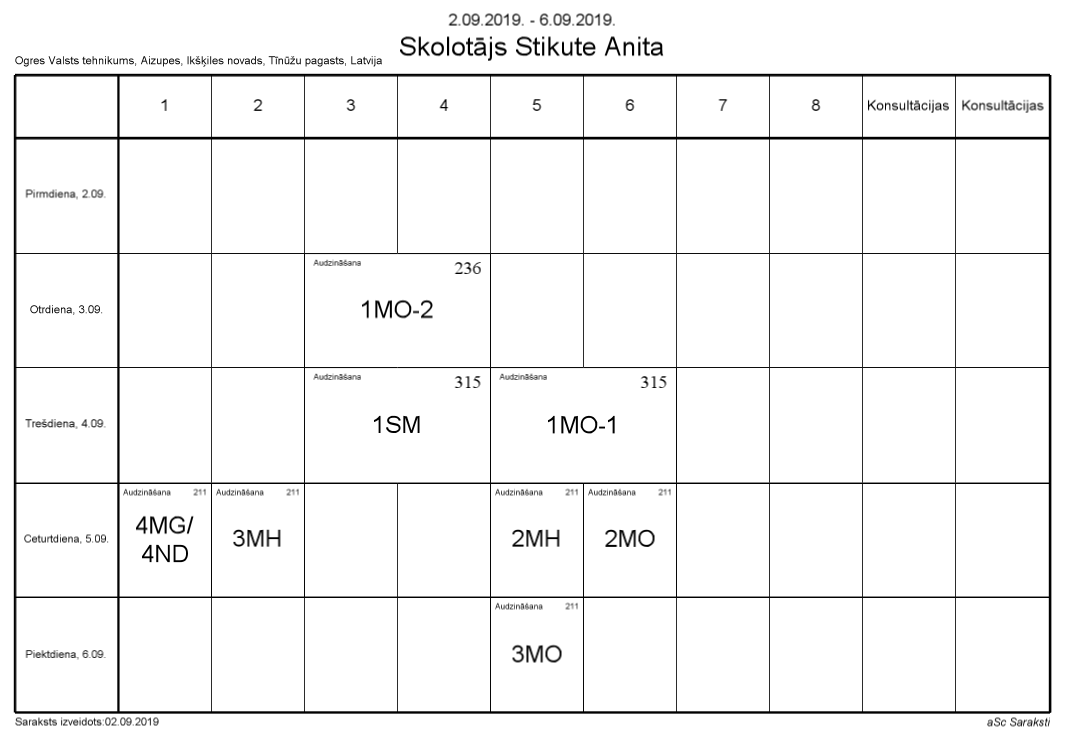 2.09.2019. - 6.09.2019.
Skolotājs Stikute Anita
Ogres Valsts tehnikums, Aizupes, Ikšķiles novads, Tīnūžu pagasts, Latvija
1 2 3 4 5 6 7 8 Konsultācijas Konsultācijas
Pirmdiena, 2.09.
Audzināšana 236
Otrdiena, 3.09. 1MO-2
Audzināšana 315 Audzināšana 315
Trešdiena, 4.09. 1SM 1MO-1
Audzināšana 211 Audzināšana 211 Audzināšana 211 Audzināšana 211
4MG/
4ND
Ceturtdiena, 5.09. 3MH 2MH 2MO
Audzināšana 211
Piektdiena, 6.09. 3MO
Saraksts izveidots:02.09.2019 aSc Saraksti